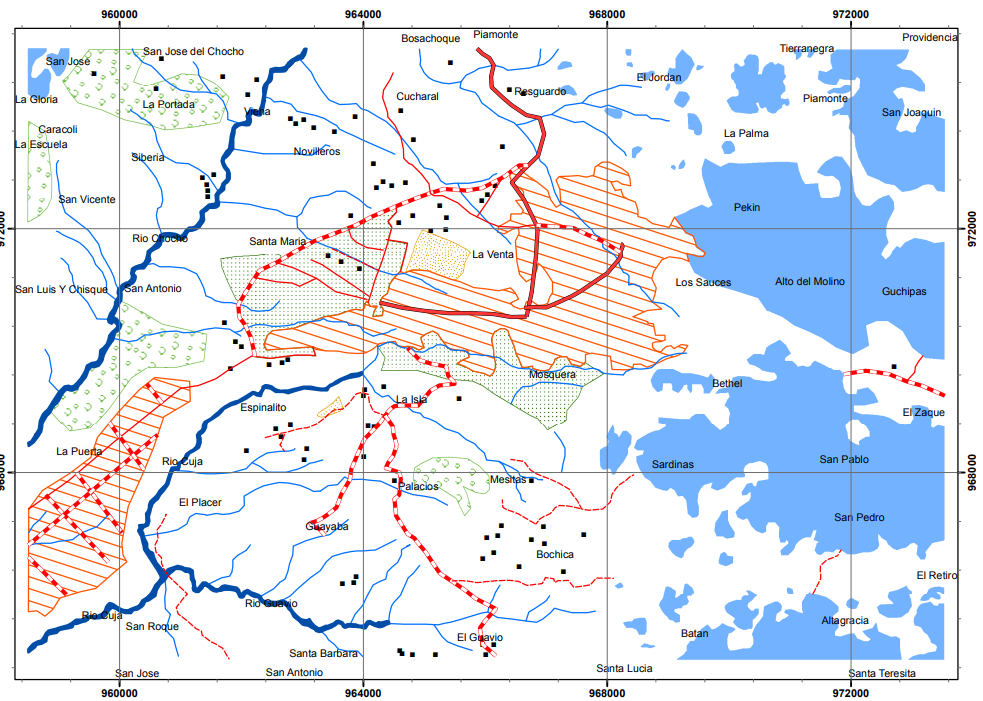 960000 964000 968000 972000
Bosachoque Piamonte Providencia
San Jose del Chocho Tierranegra
San José
El Jordan
La Gloria La Portada Cucharal Resguardo Piamonte
Viena San Joaquin
Caracoli La Palma
La Escuela
Siberia Novilleros
San Vicente Pekin
972000 972000
Rio Chocho Santa Maria
La Venta
San Luis Y Chisque San Antonio Los Sauces Alto del Molino Guchipas
Mosquera Bethel
Espinalito La Isla El Zaque
La Puerta Rio Cuja Sardinas San Pablo
968000 968000
Palacios Mesitas
El Placer
Guayaba San Pedro
Bochica
El Retiro
Rio Guavio
Rio Cuja
San Roque Altagracia
El Guavio Batan
Santa Barbara
San Jose San Antonio Santa Lucia Santa Teresita
960000 964000 968000 972000